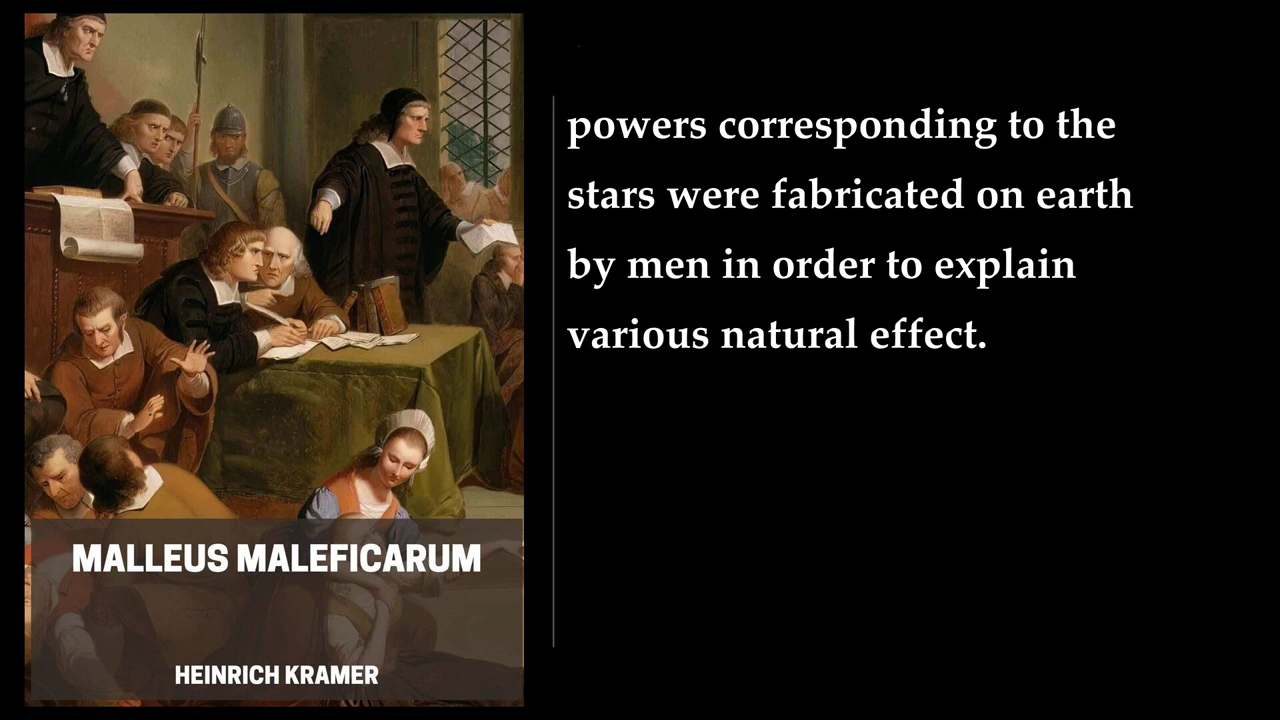 MALLEUS MALEFICARUM
HEINRICH KRAMER
powers corresponding to the
stars were fabricated on earth
by men in order to explain
various natural effect.